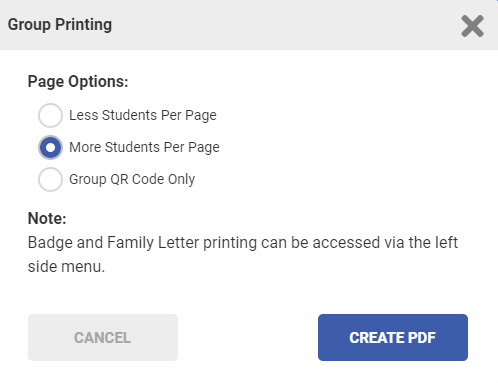 Group Printing
Page Options:
Less Students Per Page
More Students Per Page
Group QR Code Only
Note:
Badge and Family Letter printing can be accessed via the left
side menu.
CANCEL
CREATE PDF